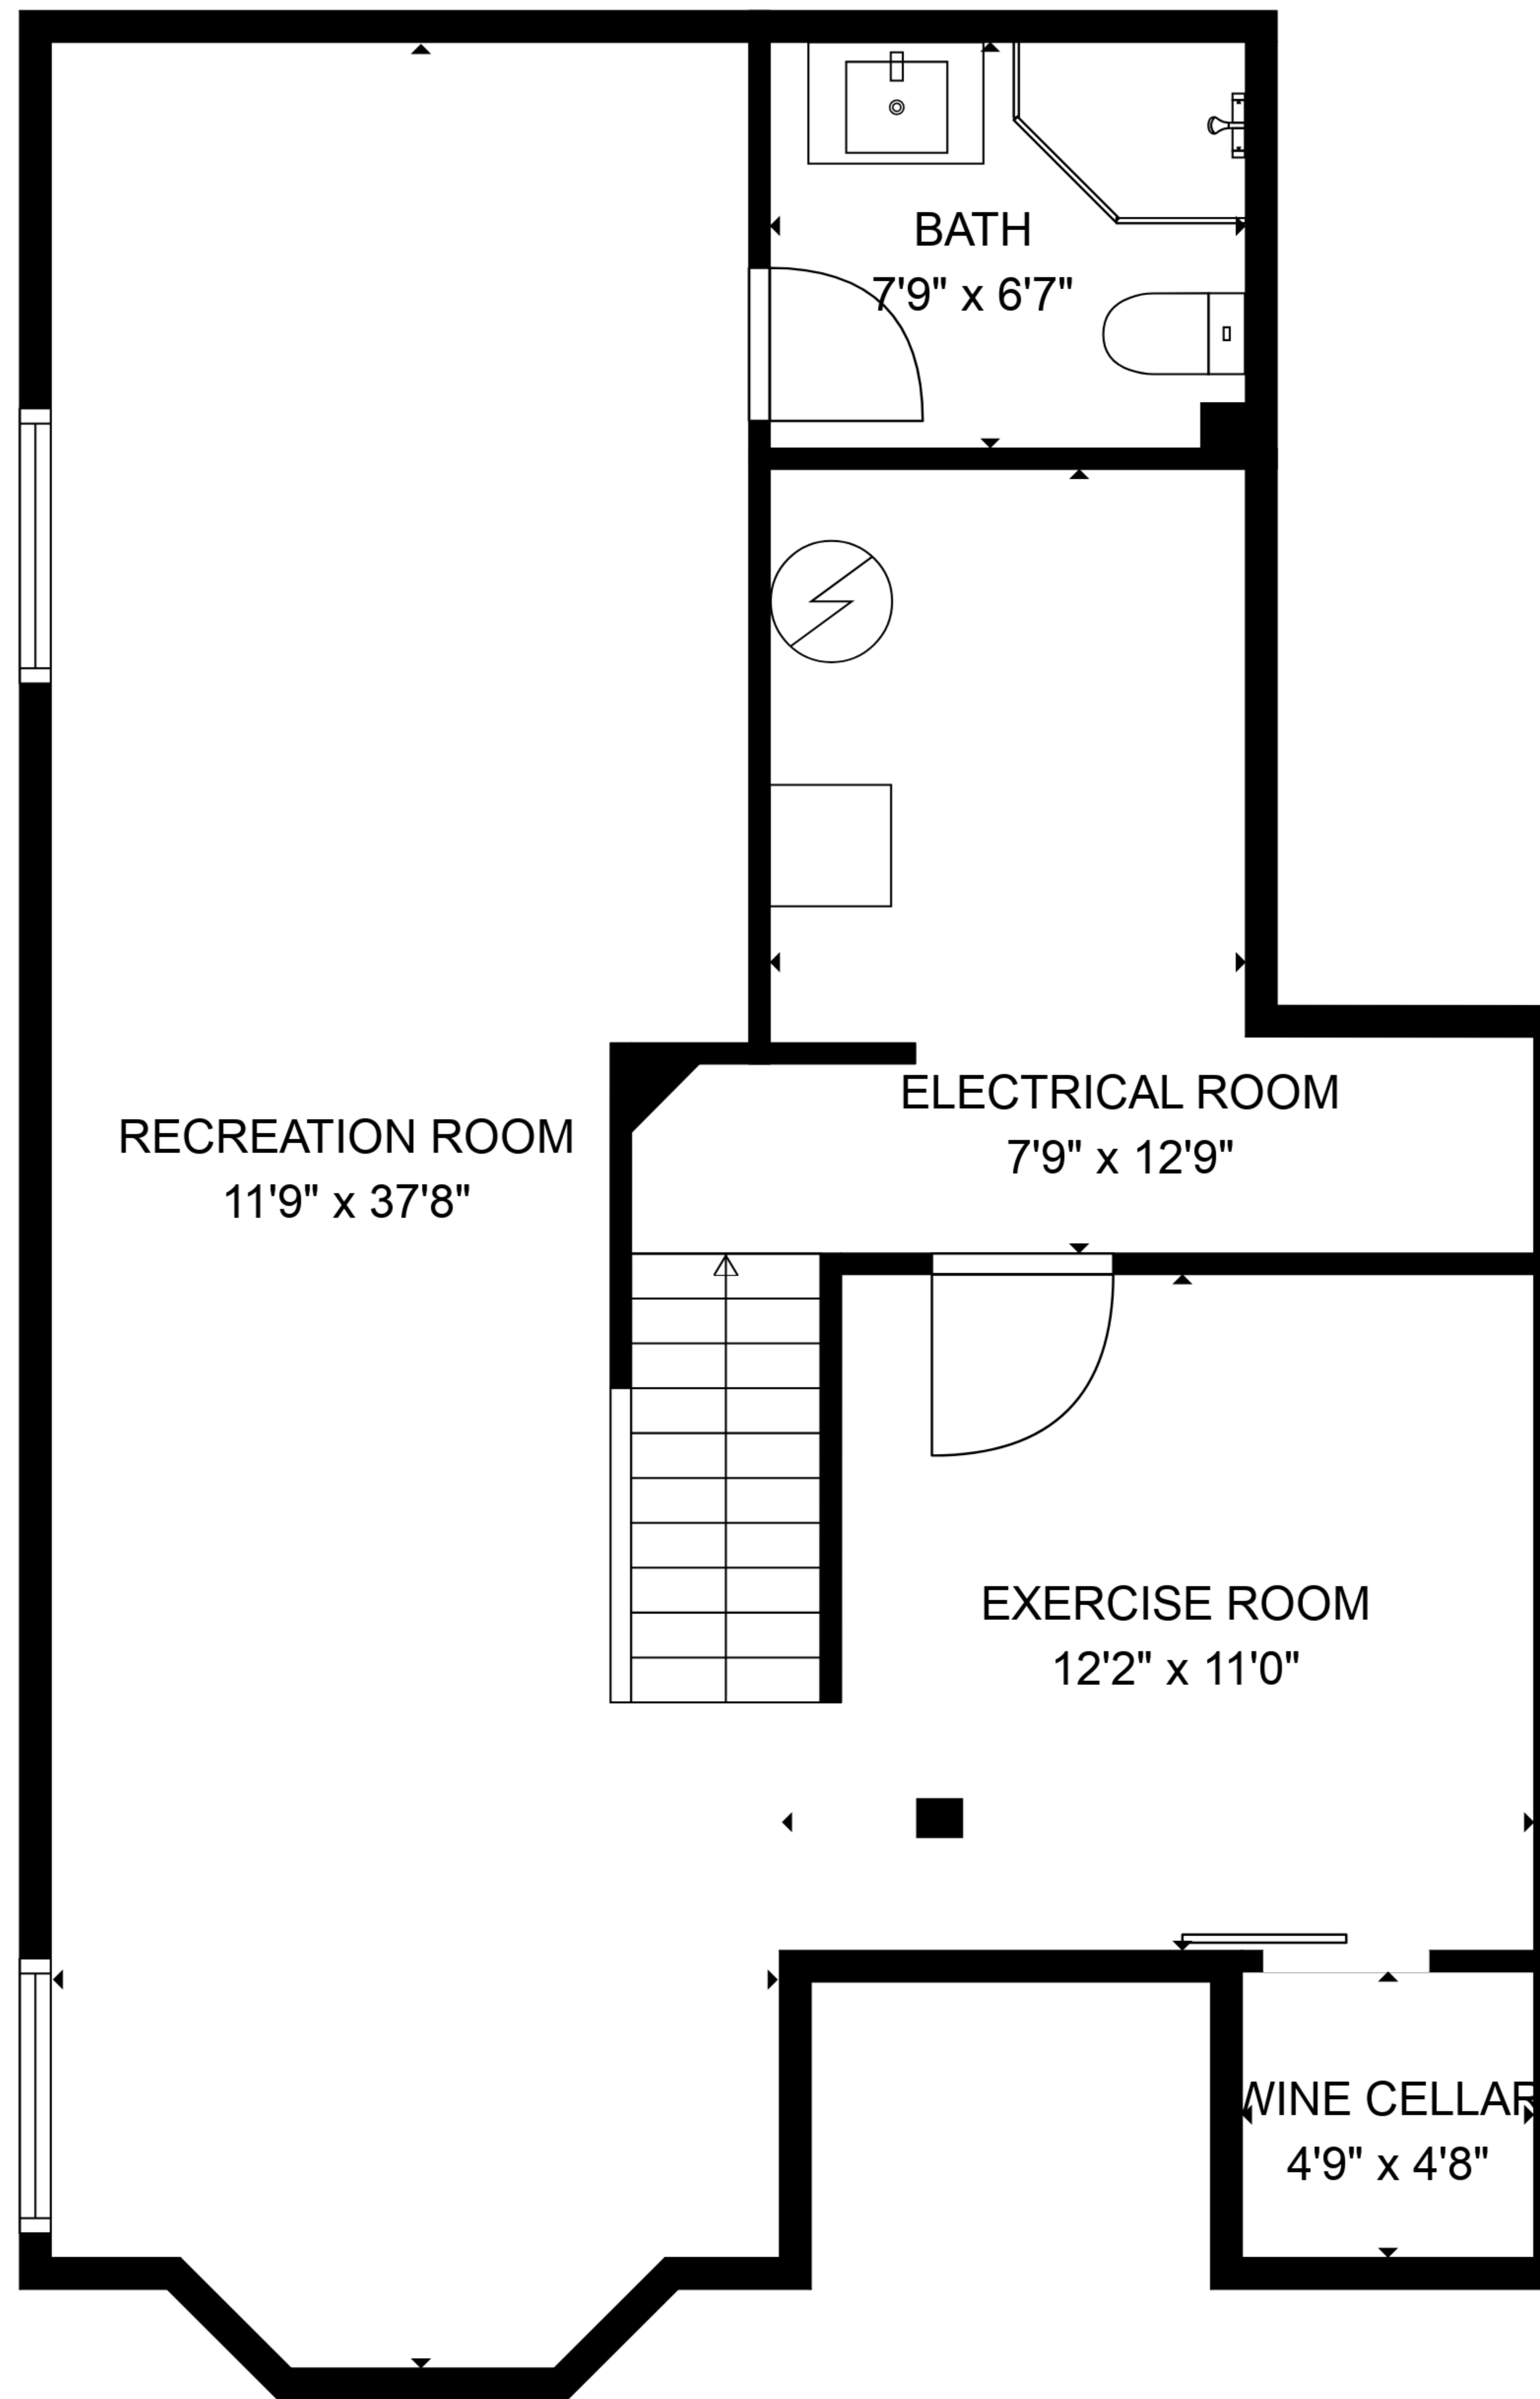 BATH
7'9" x 6'7"
ELECTRICAL ROOM
7'9" x 12'9"
RECREATION ROOM
11'9" x 37'8"
EXERCISE ROOM
12'2" x 11'0"
WINE CELLAR
4'9" x 4'8"